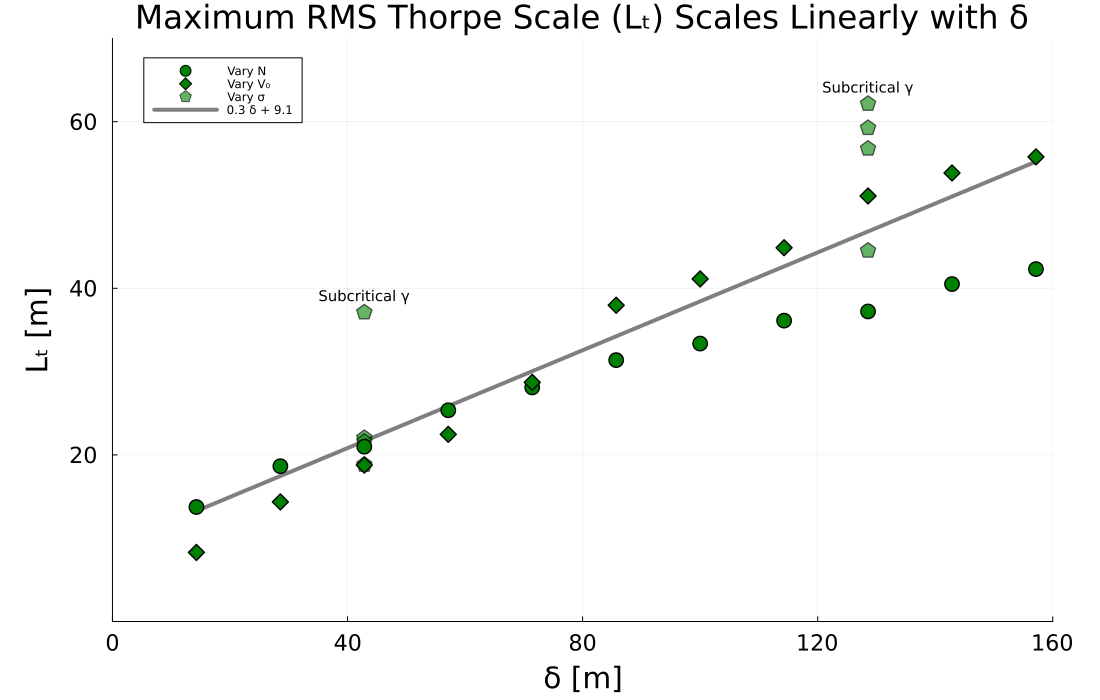 Maximum RMS Thorpe Scale (Lₜ) Scales Linearly with δ
Vary N
Vary V₀
Vary σ
0.3 δ + 9.1
Subcritical γ
Subcritical γ
60
40
20
Lₜ [m]
0
40
80
120
160
δ [m]